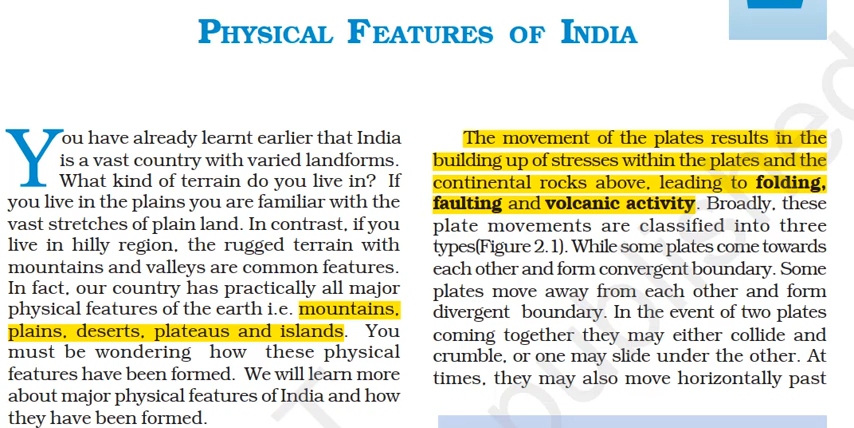 PHYSICAL FEATURES OF INDIA
You have already learnt earlier that India
is a vast country with varied landforms.
What kind of terrain do you live in? If
you live in the plains you are familiar with the
vast stretches of plain land. In contrast, if you
live in hilly region, the rugged terrain with
mountains and valleys are common features.
In fact, our country has practically all major
physical features of the earth i.e. mountains,
plains, deserts, plateaus and islands. You
must be wondering how these physical
features have been formed. We will learn more
about major physical features of India and how
they have been formed.
The movement of the plates results in the
building up of stresses within the plates and the
continental rocks above, leading to folding,
faulting and volcanic activity. Broadly, these
plate movements are classified into three
types(Figure 2.1). While some plates come towards
each other and form convergent boundary. Some
plates move away from each other and form
divergent boundary. In the event of two plates
coming together they may either collide and
crumble, or one may slide under the other. At
times, they may also move horizontally past